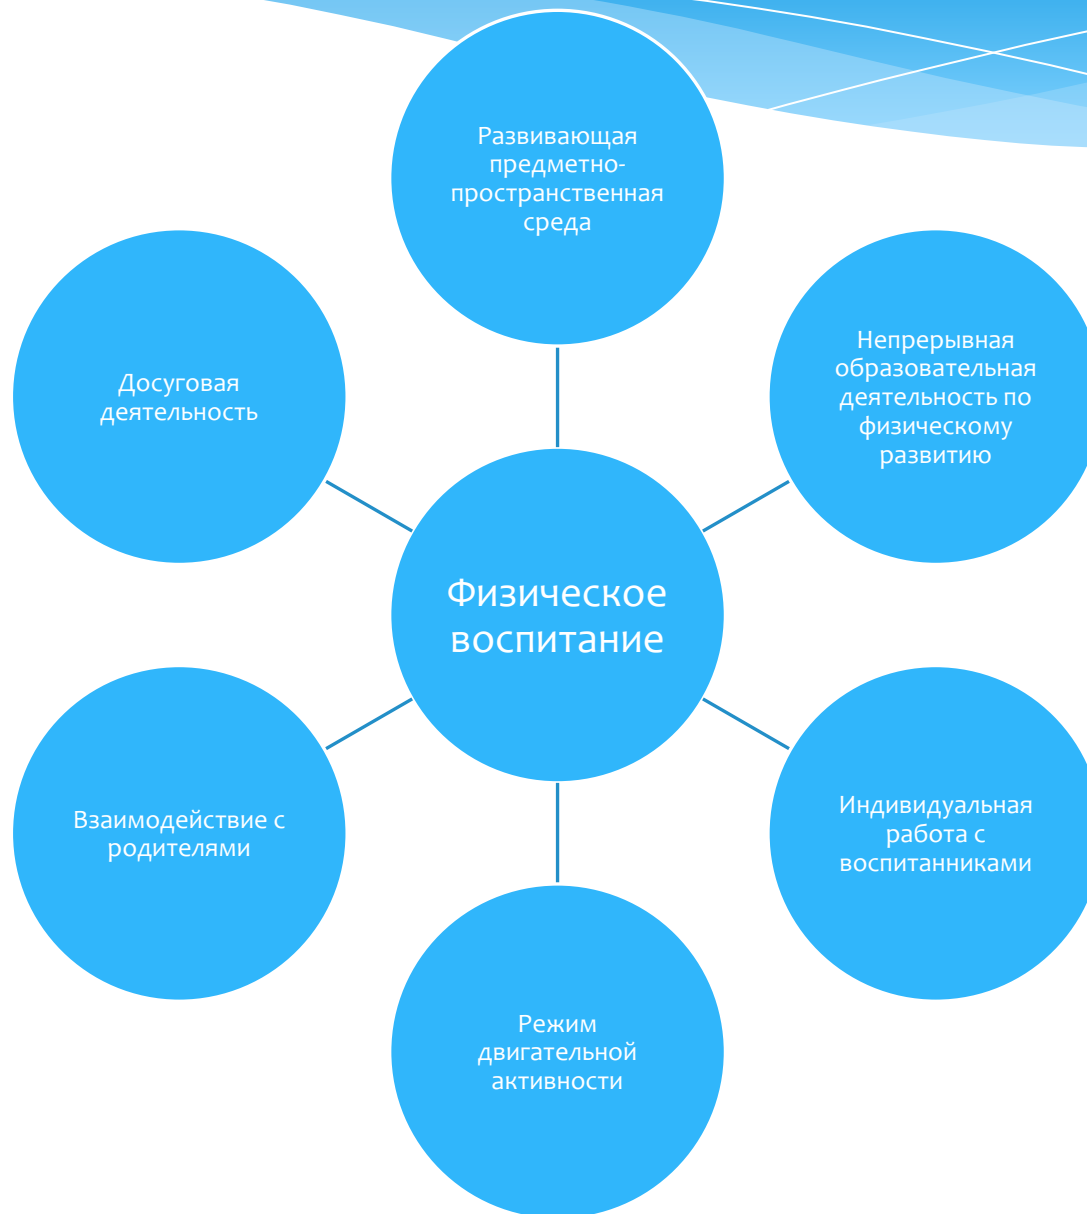 Развивающая
предметно-
пространственная
среда
Непрерывная
образовательная
деятельность по
физическому
развитию
Досуговая
деятельность
Физическое
воспитание
Взаимодействие с
родителями
Индивидуальная
работа с
воспитанниками
Режим
двигательной
активности